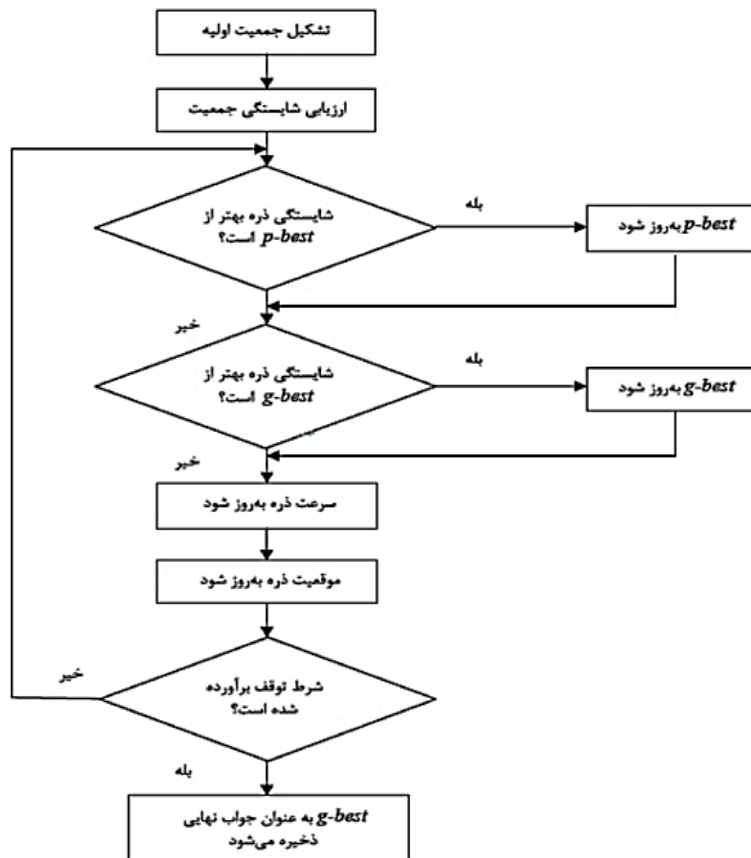 تشکیل جمعیت اولیه
ارزیابی شایستگی جمعیت
شایستگی ذره بهتر از
p-best است؟
بله
p-best به‌روز شود
خیر
شایستگی ذره بهتر از
g-best است؟
بله
g-best به‌روز شود
خیر
سرعت ذره به‌روز شود
موقعیت ذره به‌روز شود
شرط توقف برآورده
شده است؟
خیر
بله
g-best به عنوان جواب نهایی
ذخیره می‌شود